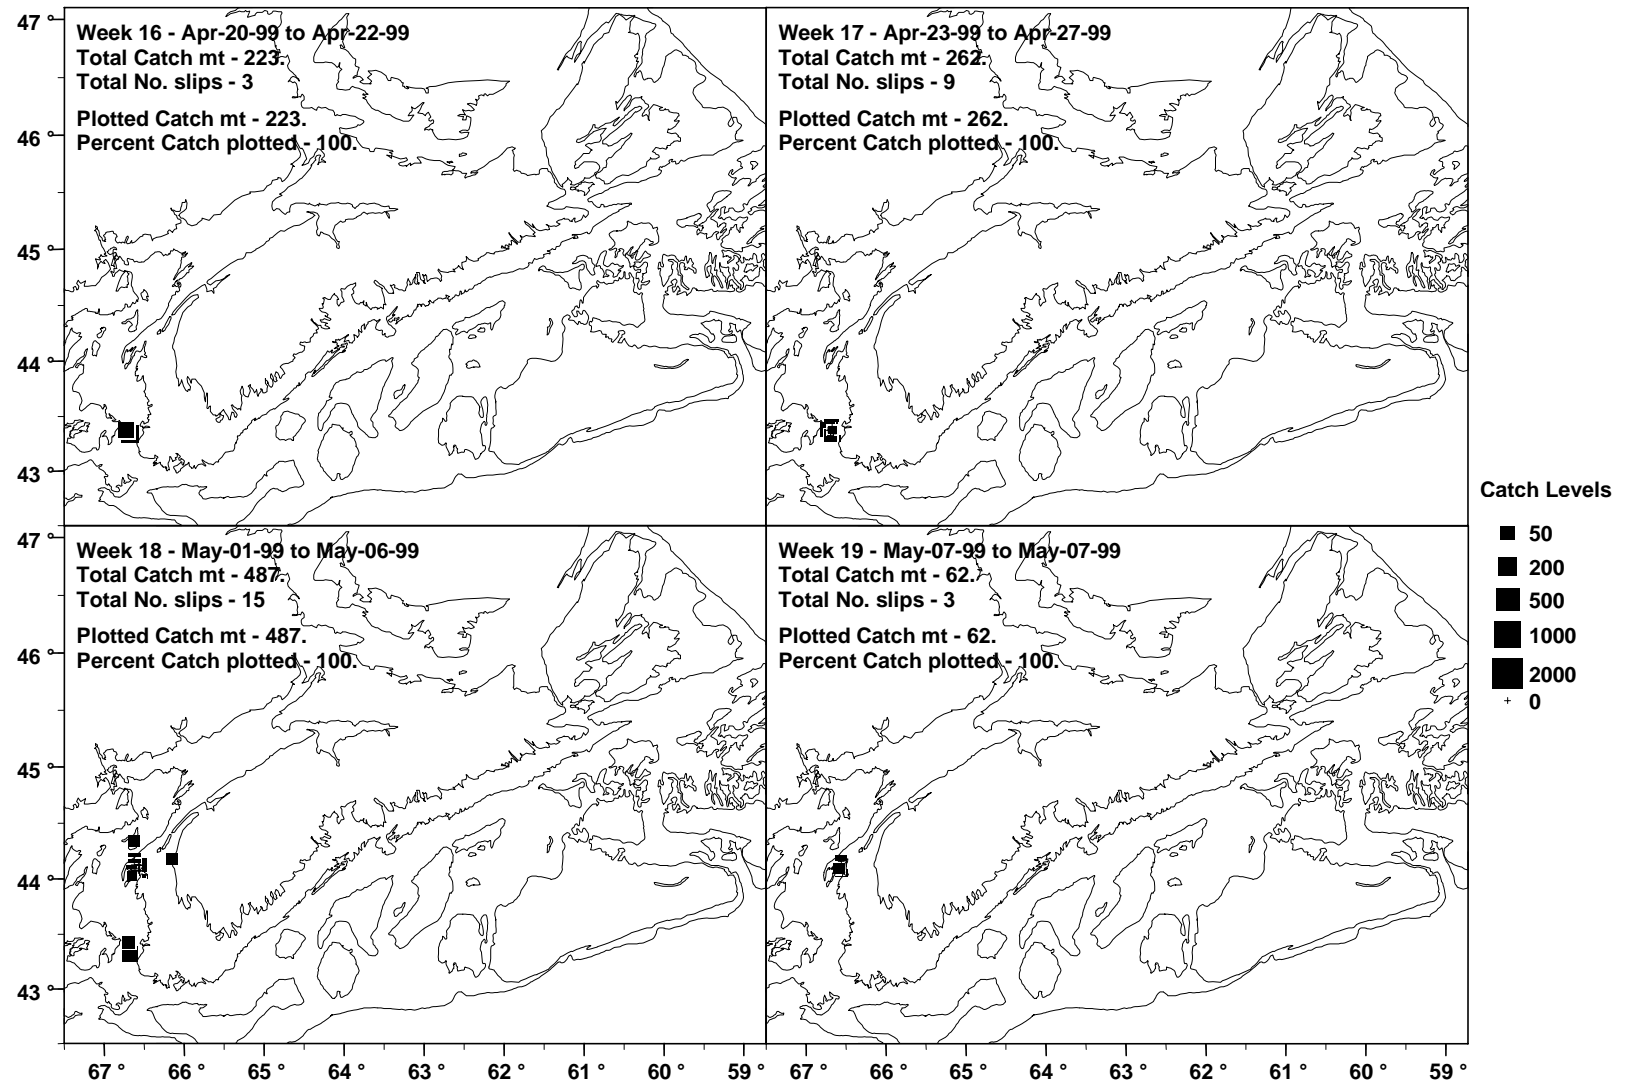 Week 16 - Apr-20-99 to Apr-22-99
Total Catch mt - 223.
Total No. slips - 3
Plotted Catch mt - 223.
Percent Catch plotted - 100.
Week 17 - Apr-23-99 to Apr-27-99
Total Catch mt - 262.
Total No. slips - 9
Plotted Catch mt - 262.
Percent Catch plotted - 100.
47 °
46 °
45 °
44 °
43 °
Week 18 - May-01-99 to May-06-99
Total Catch mt - 487.
Total No. slips - 15
Plotted Catch mt - 487.
Percent Catch plotted - 100.
Week 19 - May-07-99 to May-07-99
Total Catch mt - 62.
Total No. slips - 3
Plotted Catch mt - 62.
Percent Catch plotted - 100.
47 °
46 °
45 °
44 °
43 °
67 ° 66 ° 65 ° 64 ° 63 ° 62 ° 61 ° 60 ° 59 °
67 ° 66 ° 65 ° 64 ° 63 ° 62 ° 61 ° 60 ° 59 °
Catch Levels
50
200
500
1000
2000
0